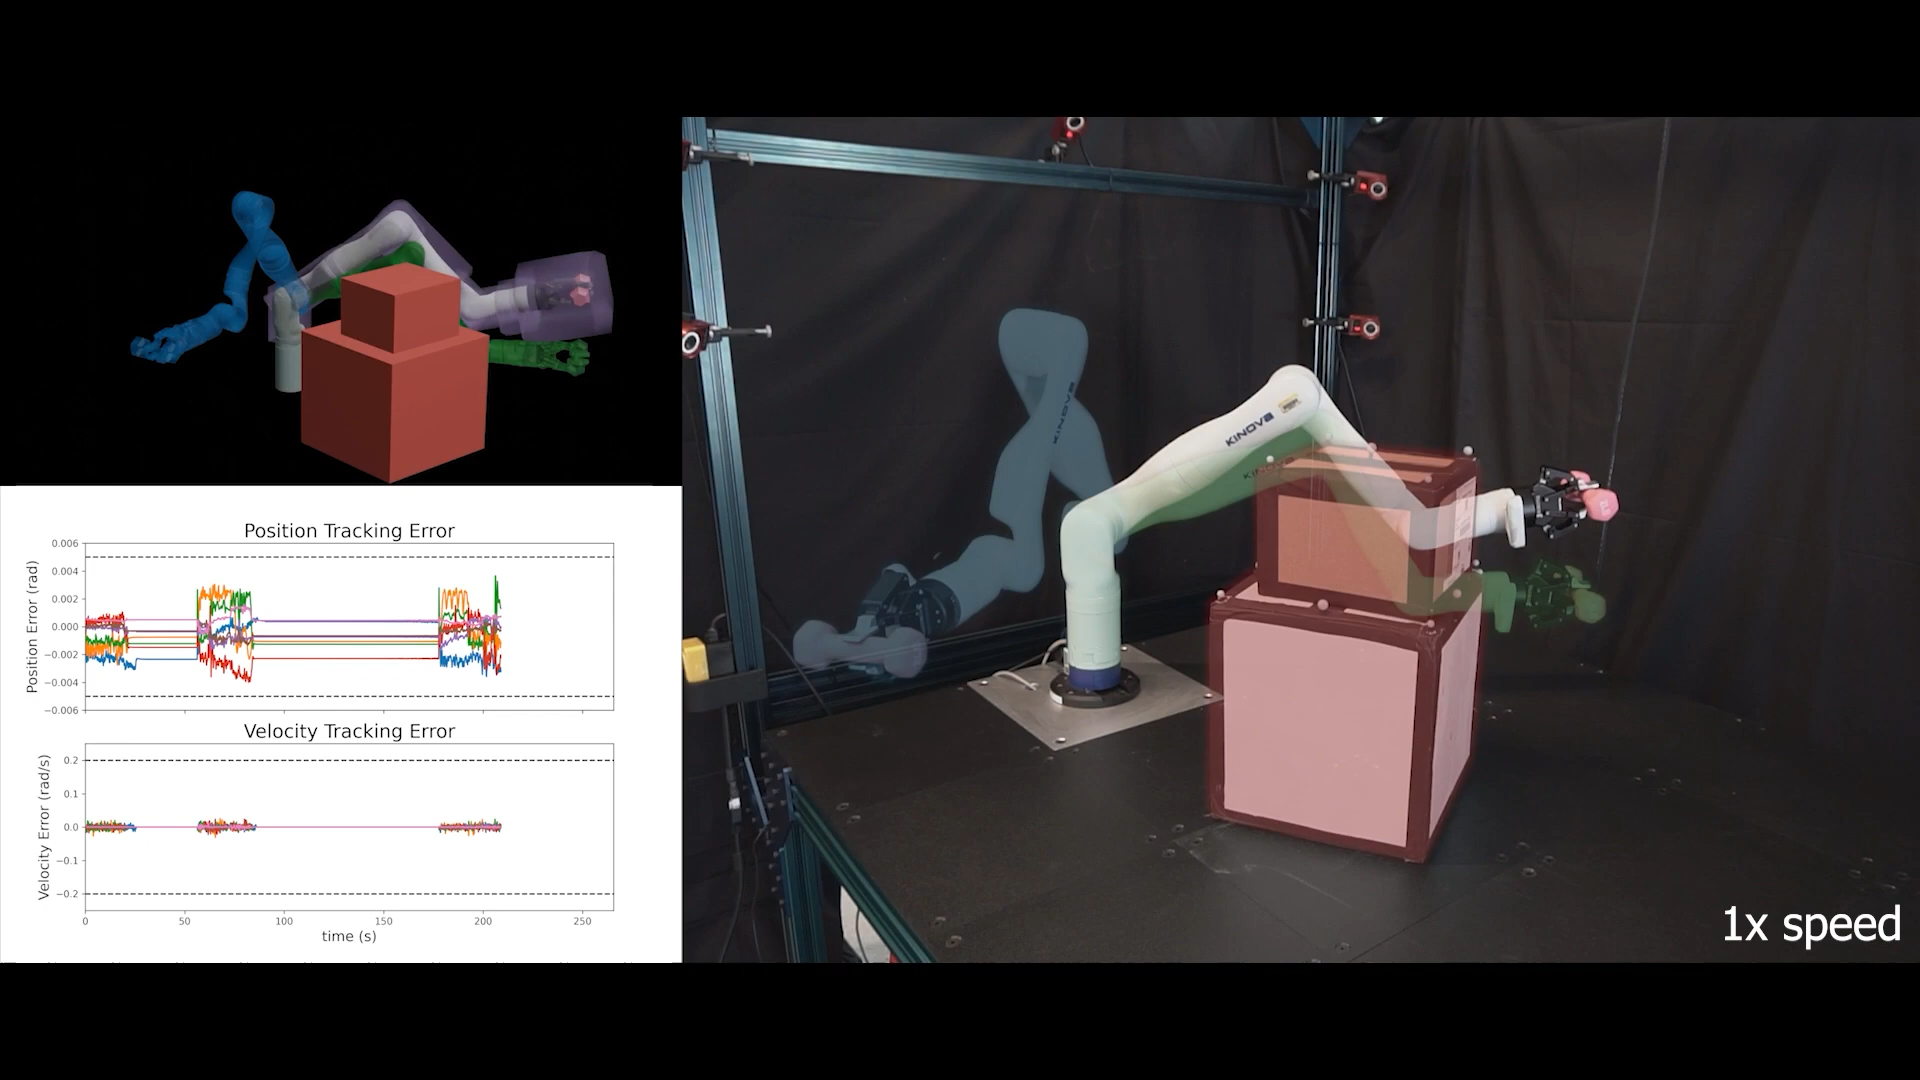 Position Tracking Error
Position Error (rad)
0.006
0.004
0.002
0.000
−0.002
−0.004
−0.006
Velocity Tracking Error
Velocity Error (rad/s)
0.2
0.1
0.0
−0.1
−0.2
0 50 100 150 200 250
time (s)
KINOVA
KINOVA
1x speed